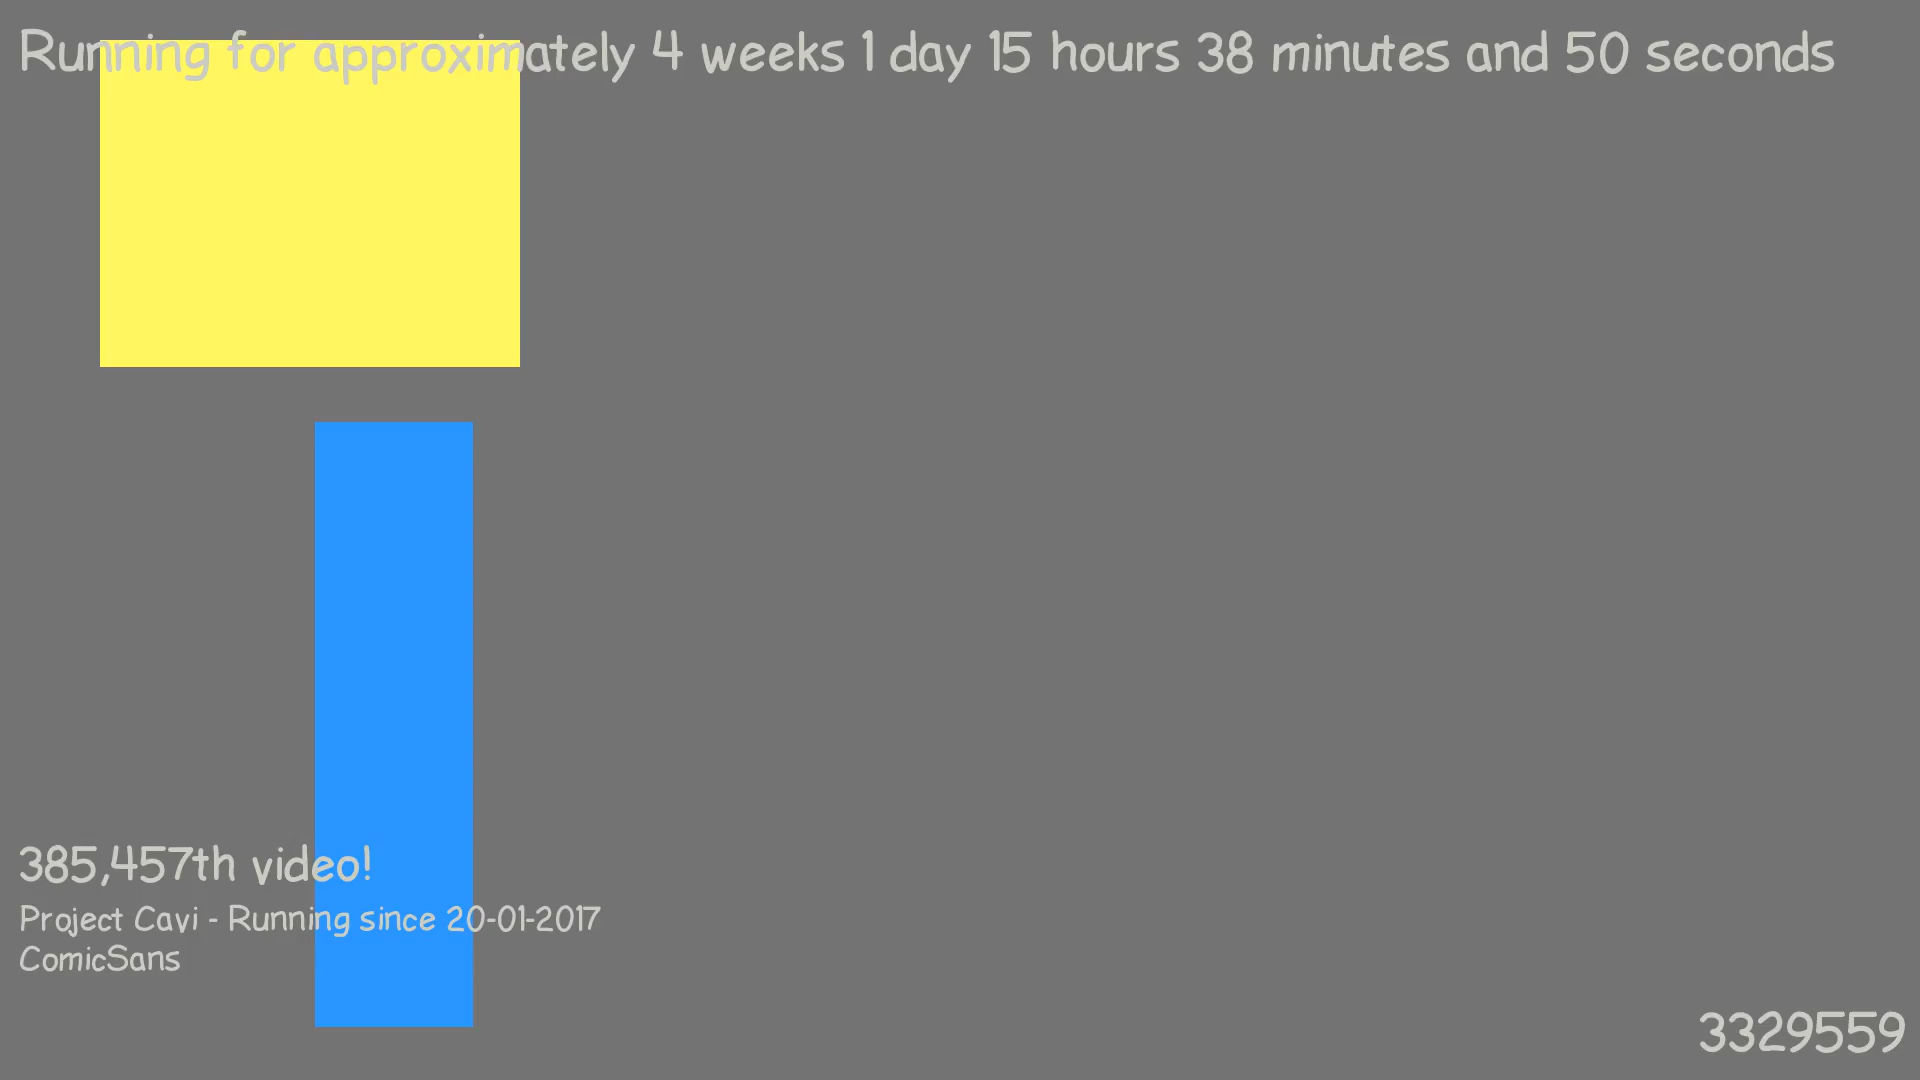 Running for approximately 4 weeks 1 day 15 hours 38 minutes and 50 seconds
385,457th video!
Project Cavi - Running since 20-01-2017
ComicSans
3329559